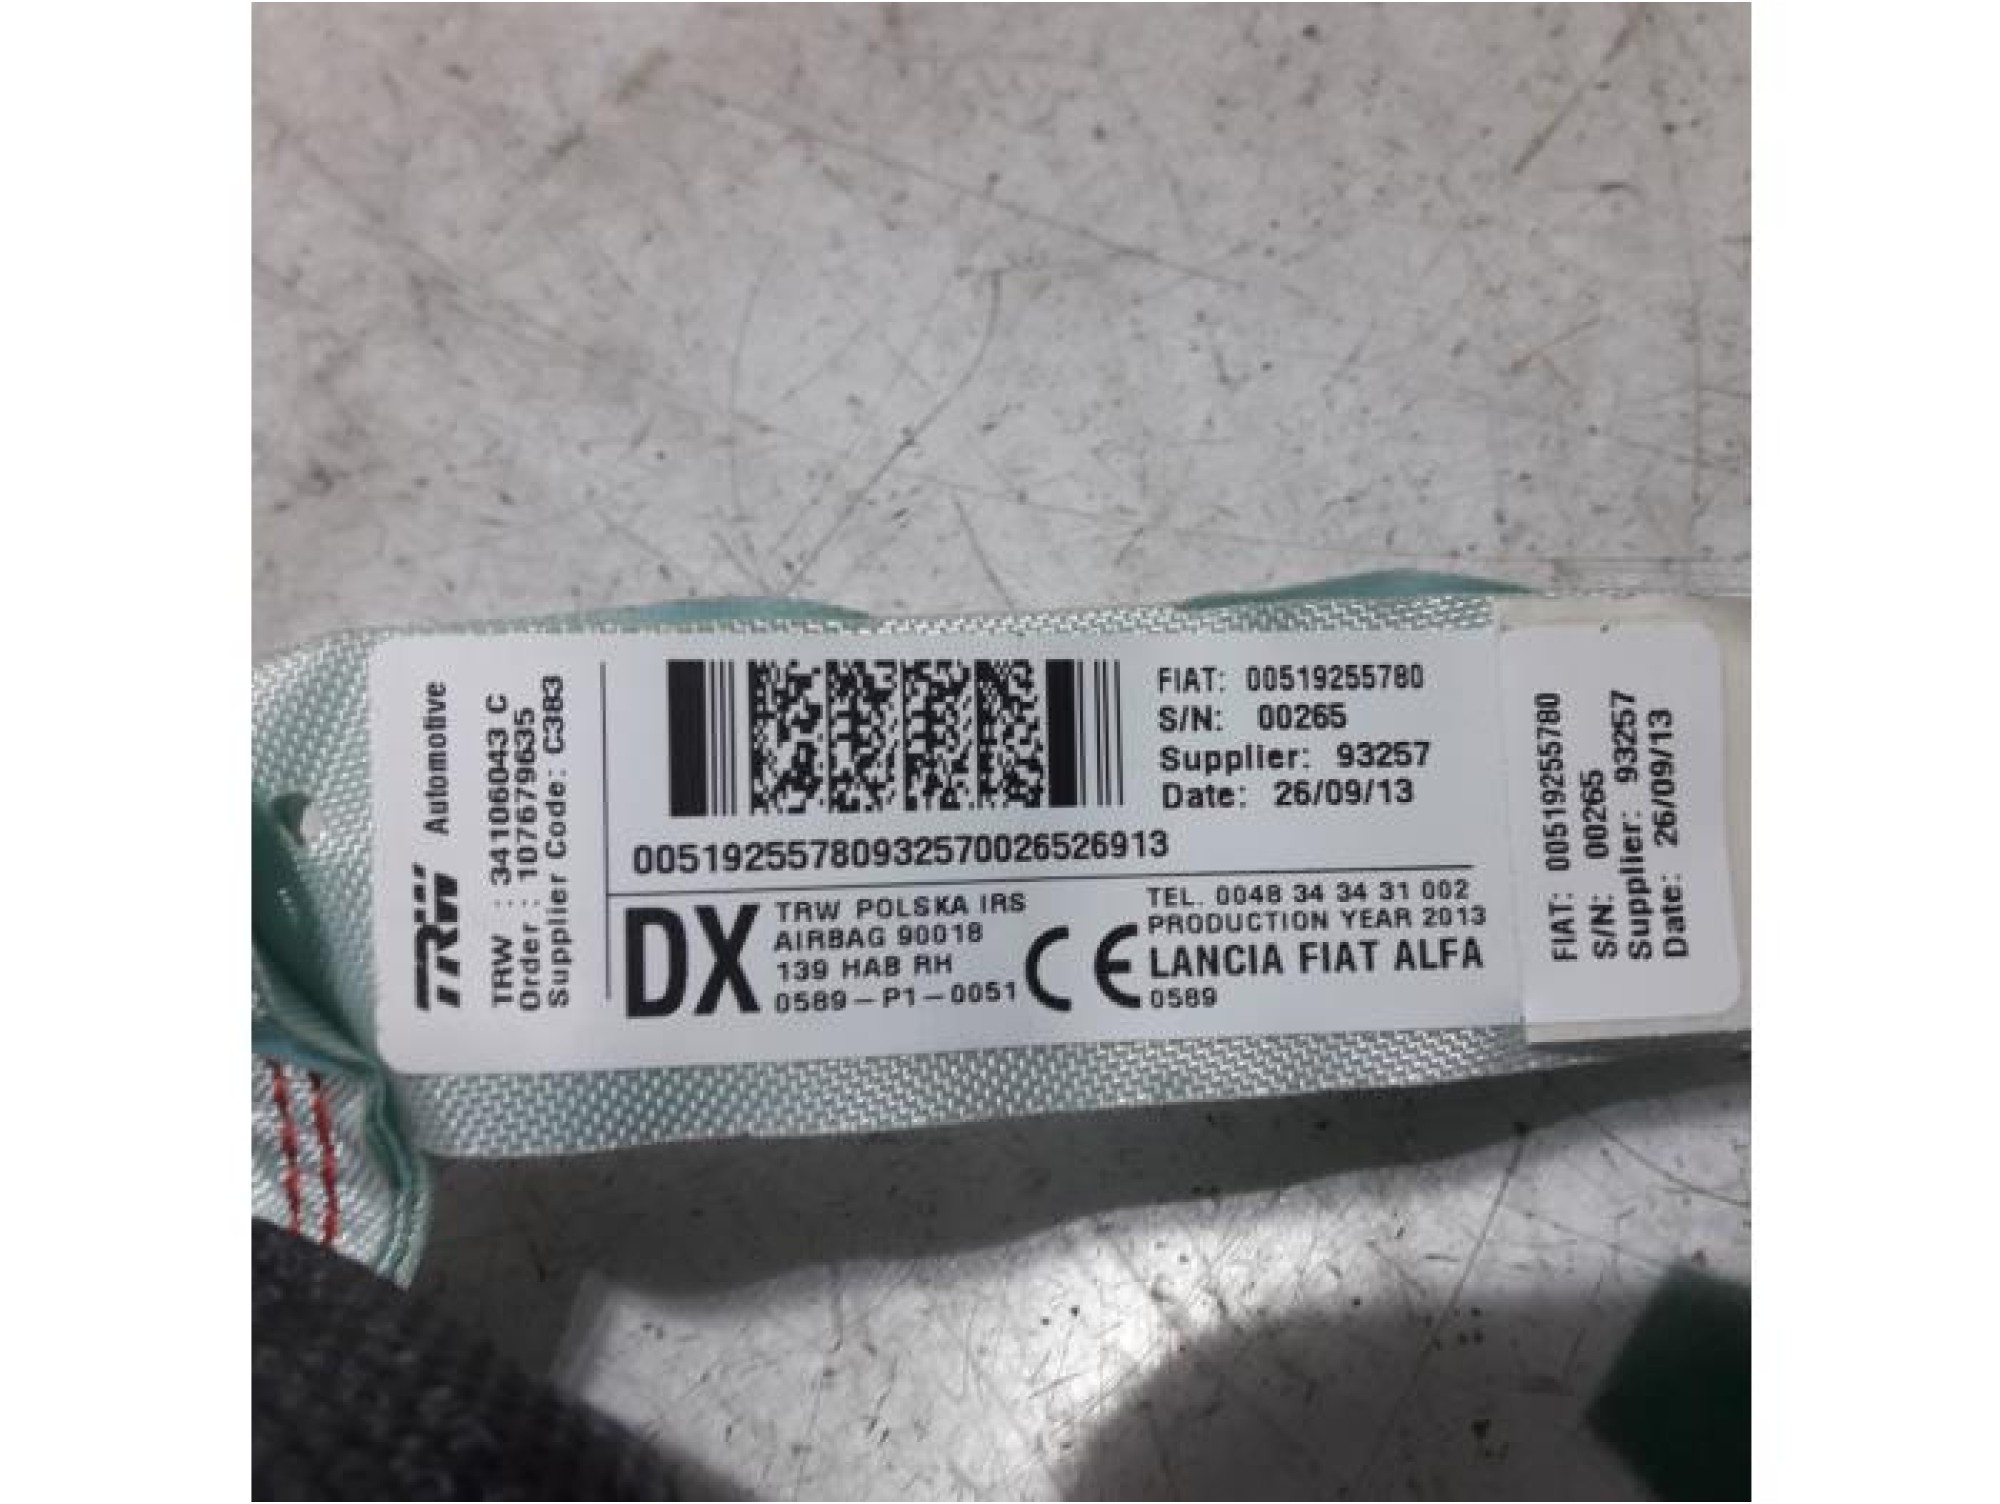 TRW Automotive
TRW : 34106043 C
Order : 107679635
Supplier Code: C383
FIAT: 00519255780
S/N: 00265
Supplier: 93257
Date: 26/09/13
00519255780932570026526913
DX
TRW POLSKA IRS
AIRBAG 90018
139 HAB RH
0589-P1-0051
CE
TEL. 0048 34 34 31 002
PRODUCTION YEAR 2013
LANCIA FIAT ALFA
0589
FIAT: 00519255780
S/N: 00265
Supplier: 93257
Date: 26/09/13